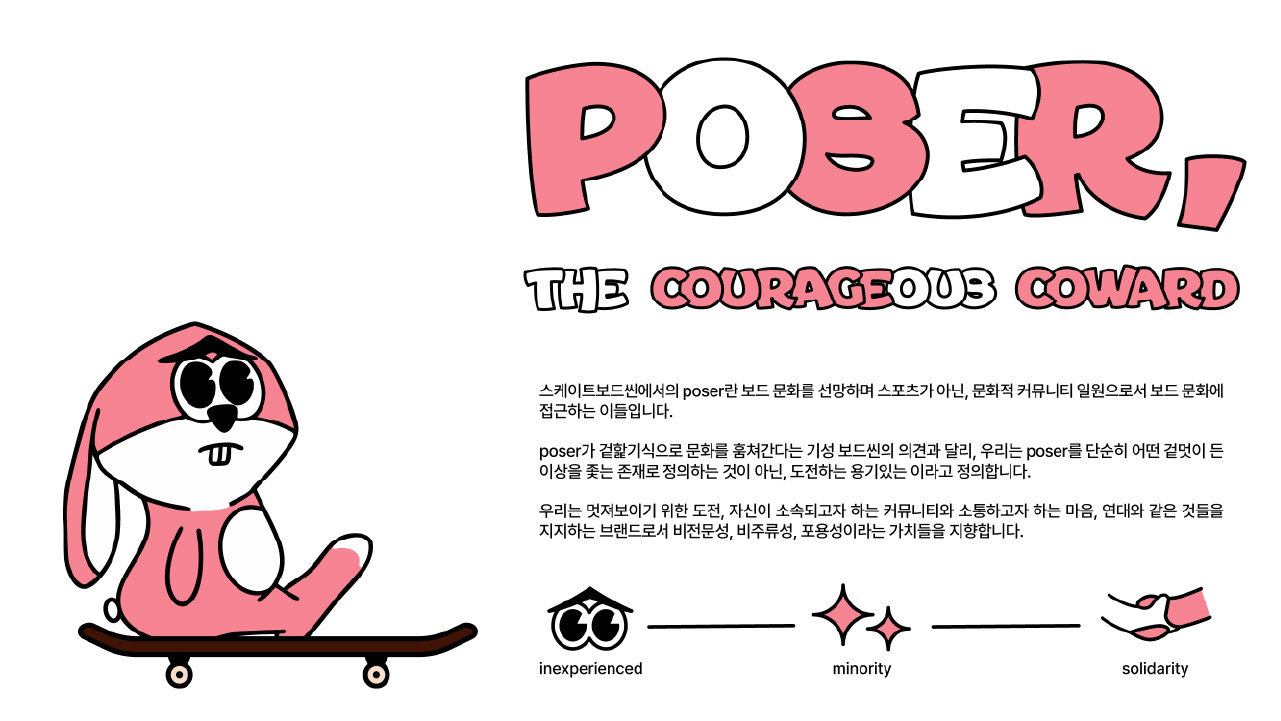 POSER,
THE COURAGEOUS COWARD
스케이트보드씬에서의 poser란 보드 문화를 선망하며 스포츠가 아닌, 문화적 커뮤니티 일원으로서 보드 문화에
접근하는 이들입니다.
poser가 겉핥기식으로 문화를 훔쳐간다는 기성 보드씬의 의견과 달리, 우리는 poser를 단순히 어떤 겉멋이 든
이상을 좇는 존재로 정의하는 것이 아닌, 도전하는 용기있는 이라고 정의합니다.
우리는 멋져보이기 위한 도전, 자신이 소속되고자 하는 커뮤니티와 소통하고자 하는 마음, 연대와 같은 것들을
지지하는 브랜드로서 비전문성, 비주류성, 포용성이라는 가치들을 지향합니다.
inexperienced
minority
solidarity